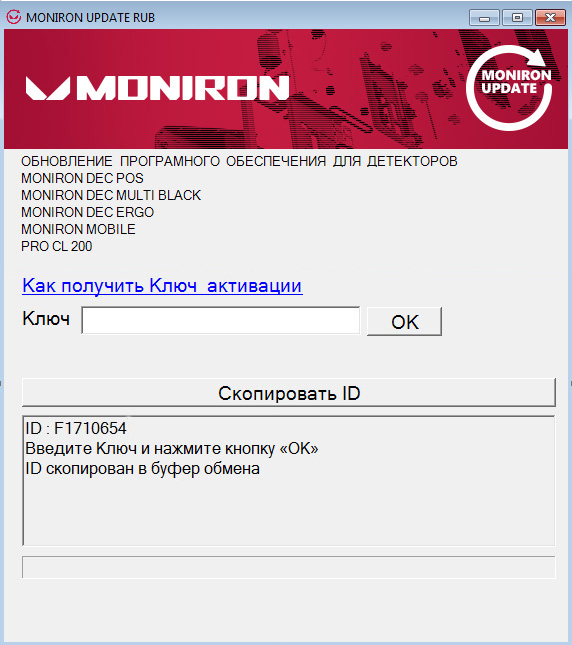 MONIRON UPDATE RUB
MONIRON
MONIRON
UPDATE
ОБНОВЛЕНИЕ ПРОГРАМНОГО ОБЕСПЕЧЕНИЯ ДЛЯ ДЕТЕКТОРОВ
MONIRON DEC POS
MONIRON DEC MULTI BLACK
MONIRON DEC ERGO
MONIRON MOBILE
PRO CL 200
Как получить Ключ активации
Ключ
OK
Скопировать ID
ID : F1710654
Введите Ключ и нажмите кнопку «OK»
ID скопирован в буфер обмена